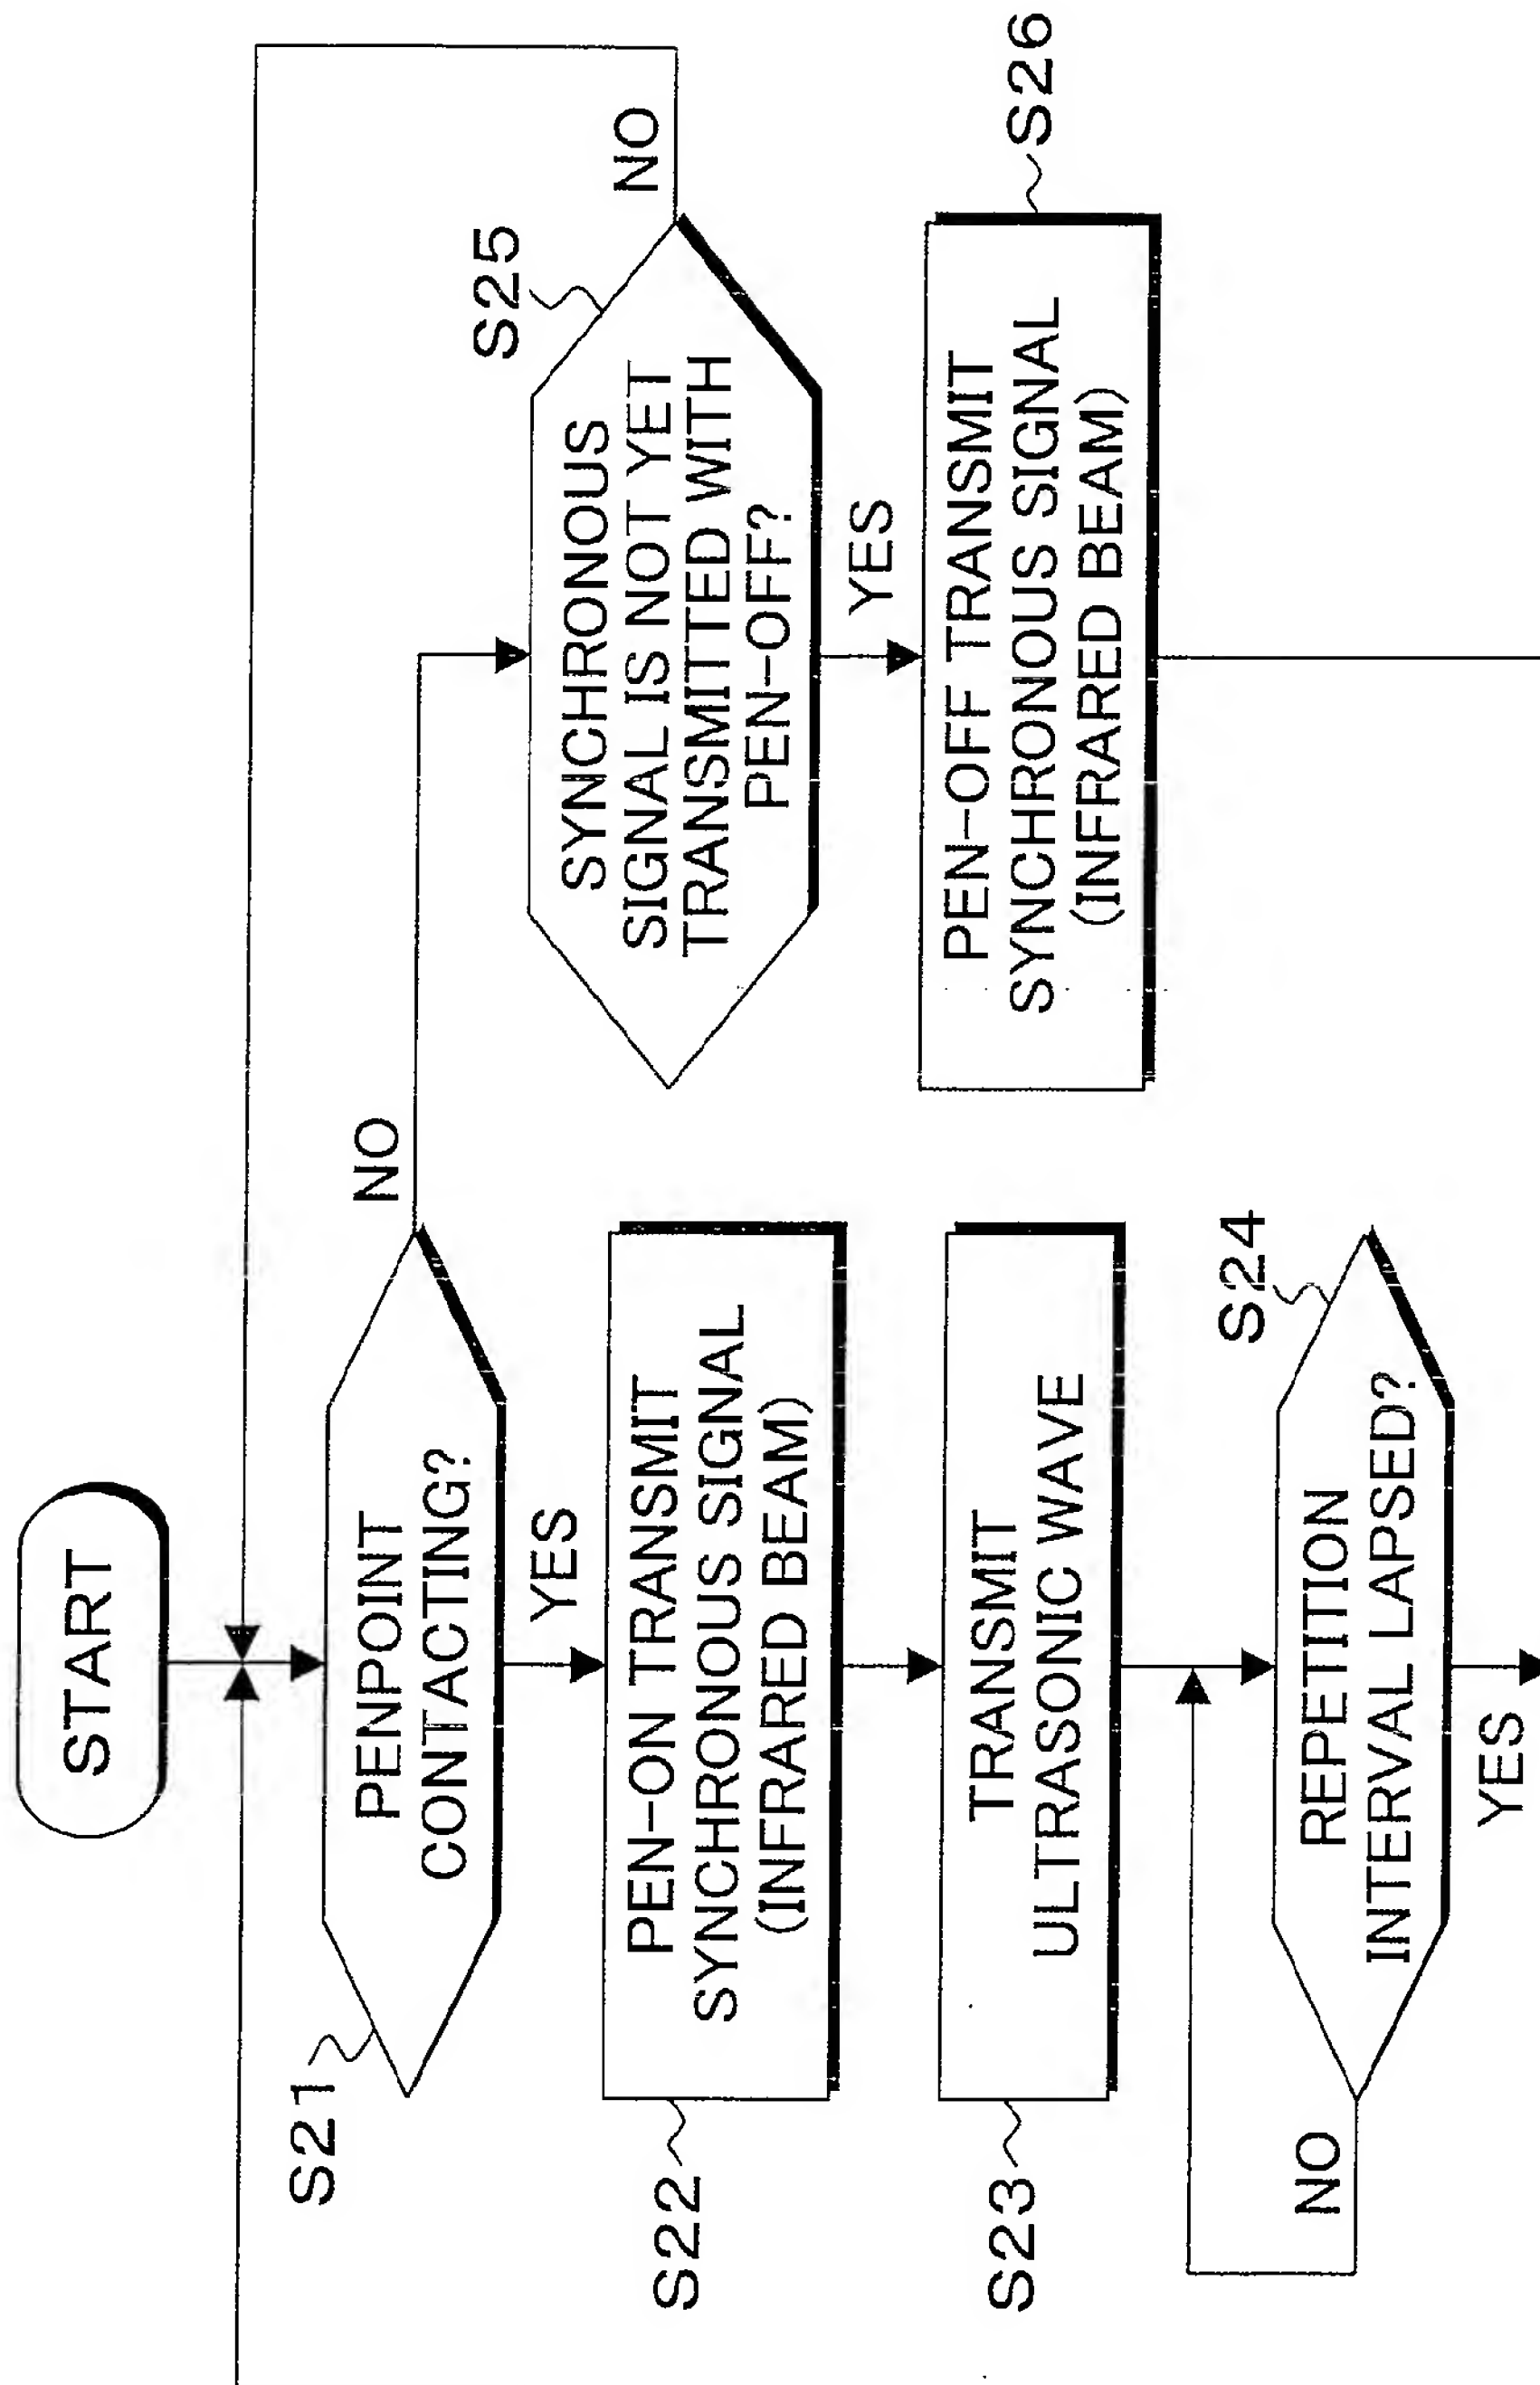 START
S21
PENPOINT
CONTACTING?
NO
YES
S22
PEN-ON TRANSMIT
SYNCHRONOUS SIGNAL
(INFRARED BEAM)
S23
TRANSMIT
ULTRASONIC WAVE
S24
REPETITION
INTERVAL LAPSED?
NO
YES
S25
SYNCHRONOUS
SIGNAL IS NOT YET
TRANSMITTED WITH
PEN-OFF?
NO
YES
S26
PEN-OFF TRANSMIT
SYNCHRONOUS SIGNAL
(INFRARED BEAM)